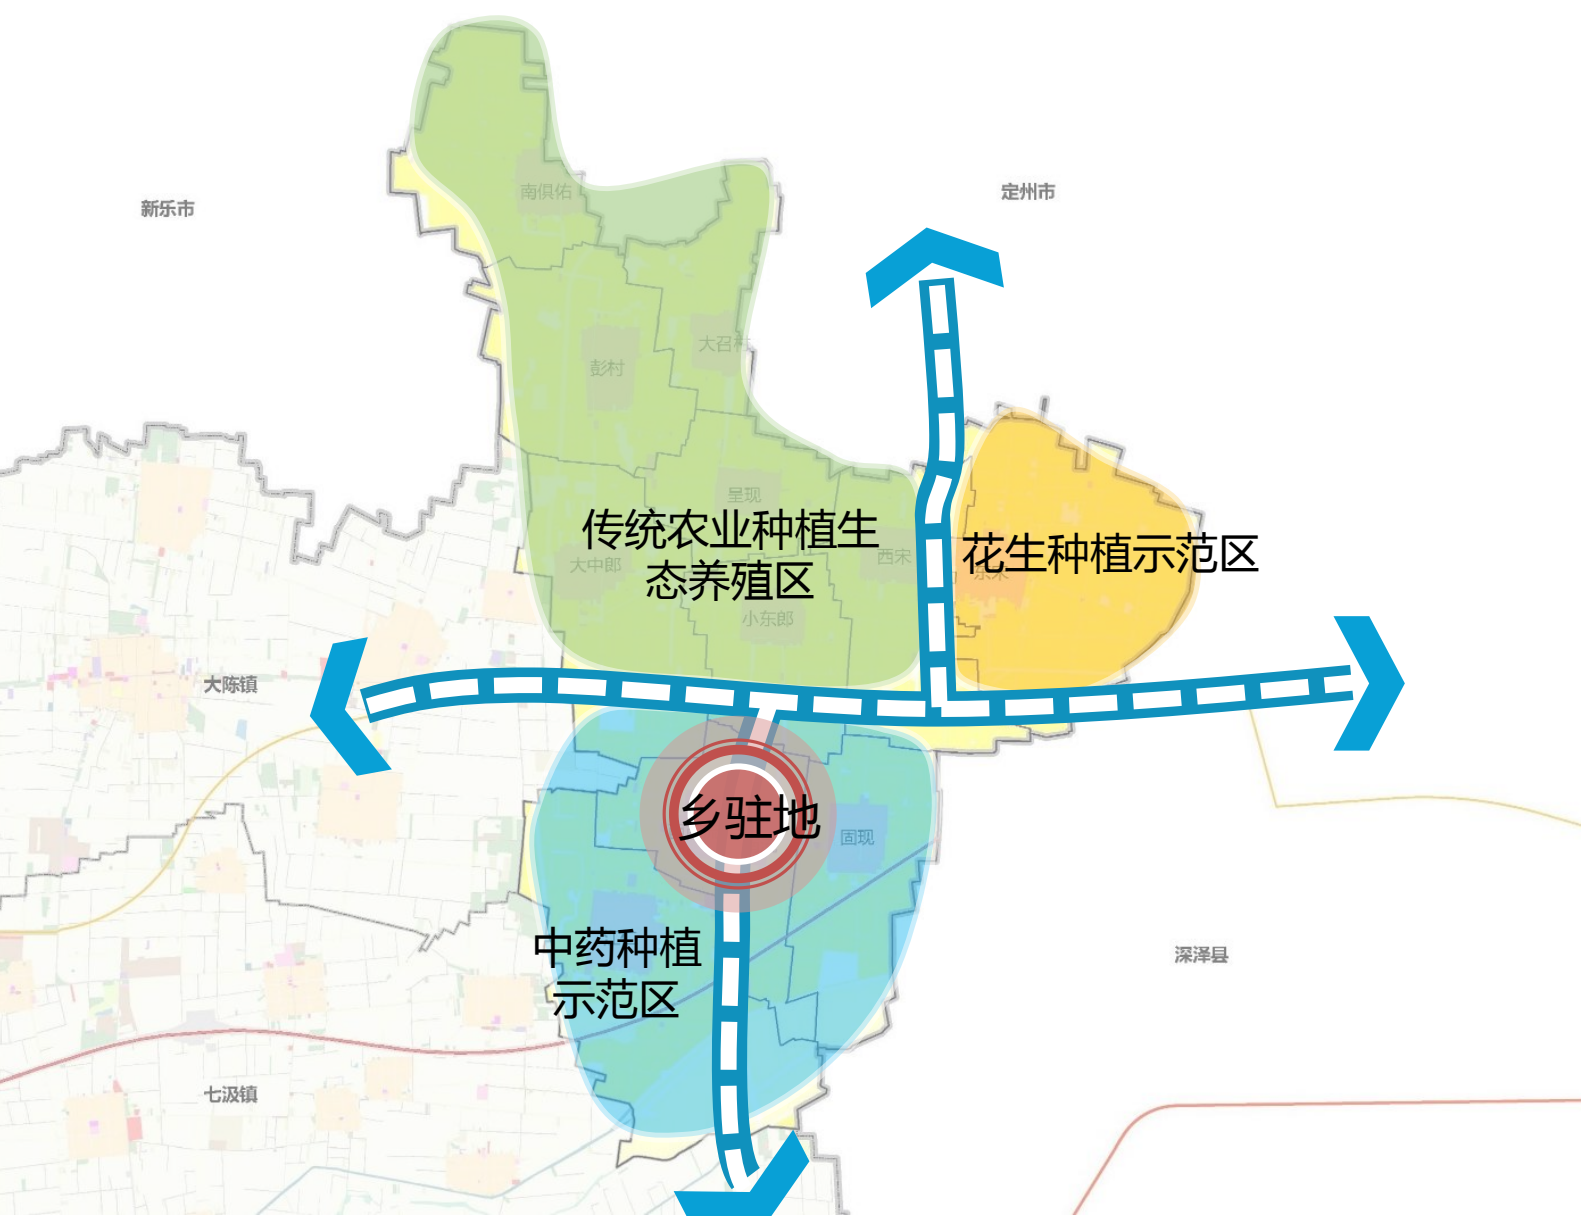 南俱佑
定州市
新乐市
大召村
彭村
呈现
传统农业种植生
态养殖区
花生种植示范区
西宋
大中郎
东宋
小东郎
大陈镇
乡驻地
固现
中药种植
示范区
深泽县
七汲镇